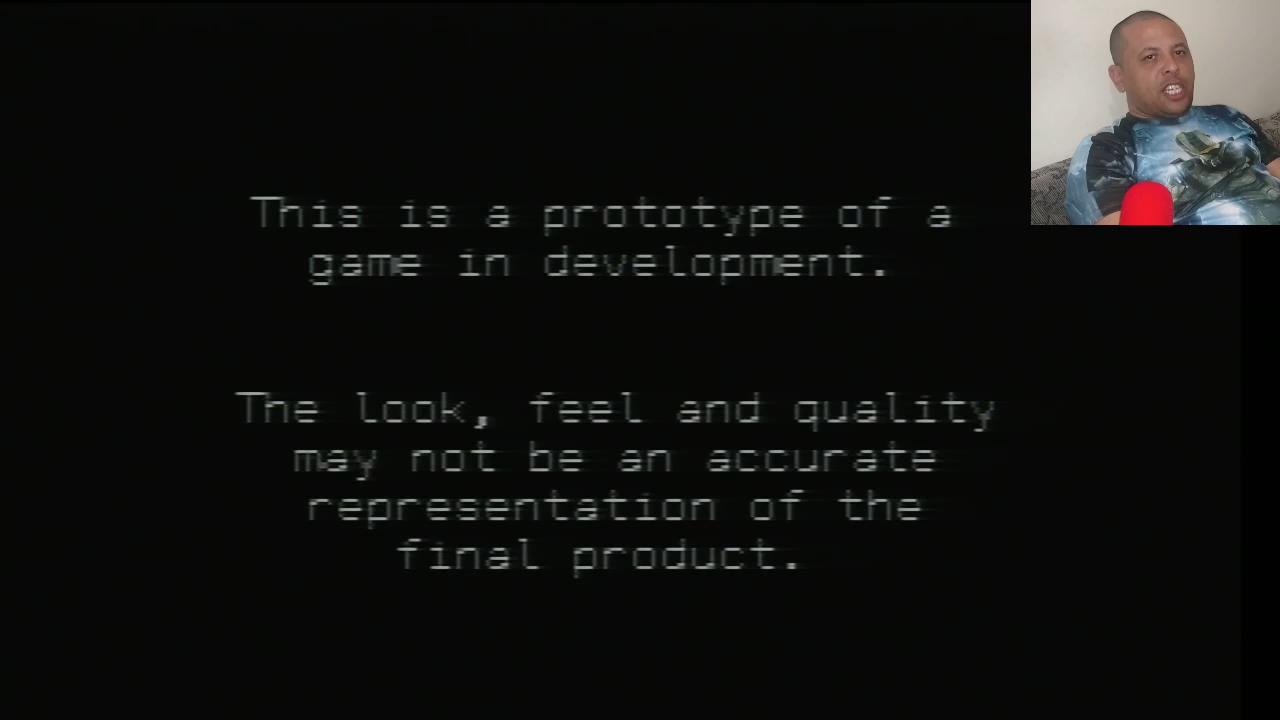 This is a prototype of a
game in development.
The look, feel and quality
may not be an accurate
representation of the
final product.